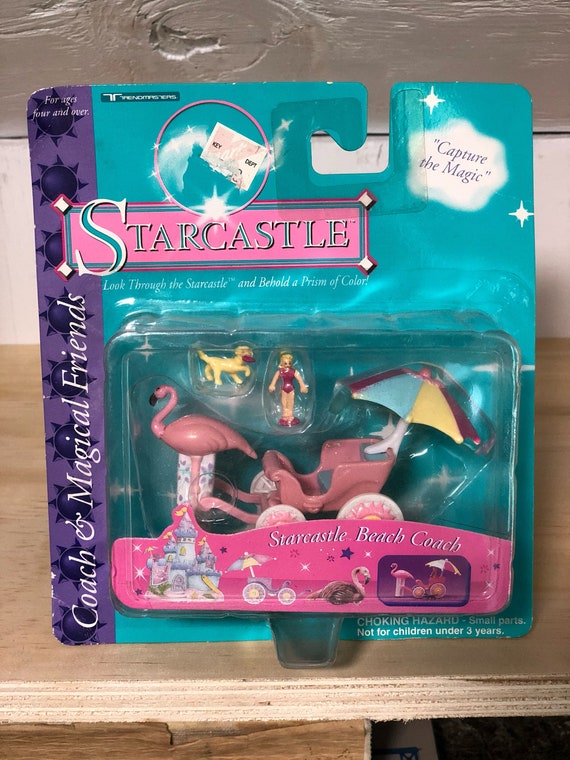 For ages
four and over.
TRENDMASTERS
KEY
DEPT
"Capture
the Magic"
STARCASTLE™
Look Through the Starcastle™ and Behold a Prism of Color!
Coach & Magical Friends
Starcastle Beach Coach
CHOKING HAZARD - Small parts.
Not for children under 3 years.